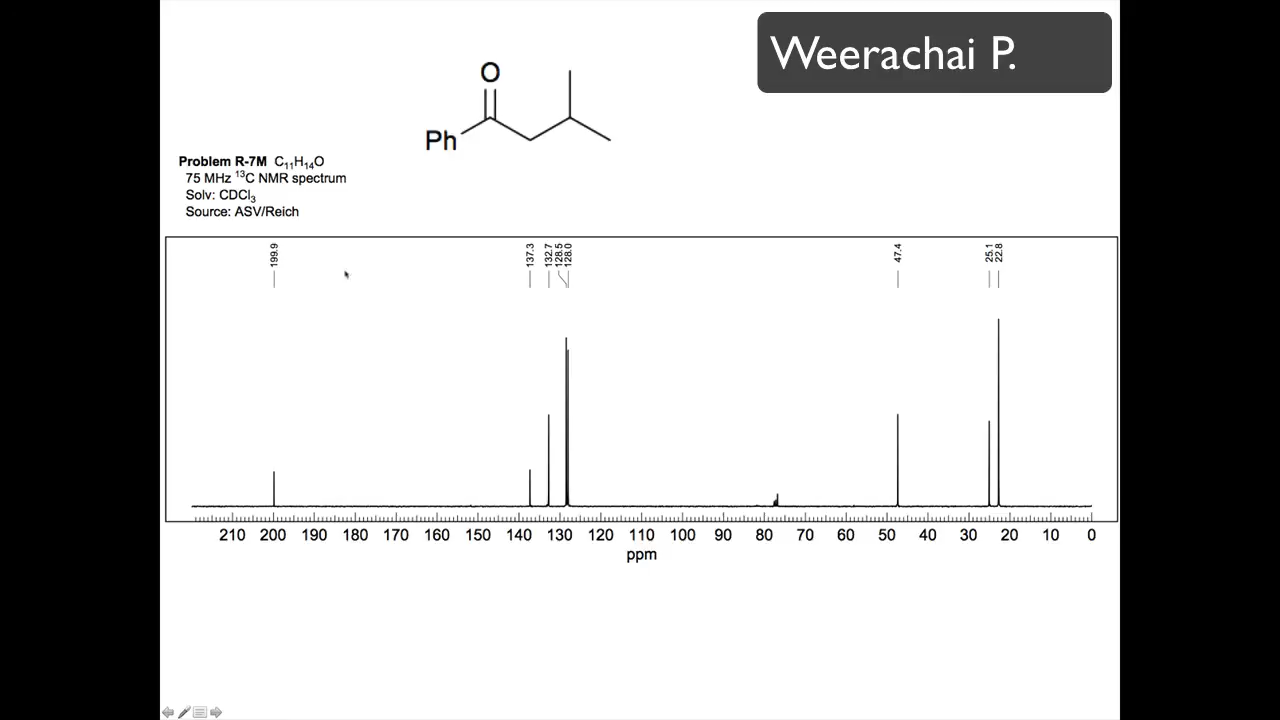 Weerachai P.
O
Ph
Problem R-7M C₁₁H₁₄O
75 MHz ¹³C NMR spectrum
Solv: CDCl₃
Source: ASV/Reich
199.9 137.3 132.7 128.5 128.0 47.4 25.1 22.8
210 200 190 180 170 160 150 140 130 120 110 100 90 80 70 60 50 40 30 20 10 0
ppm